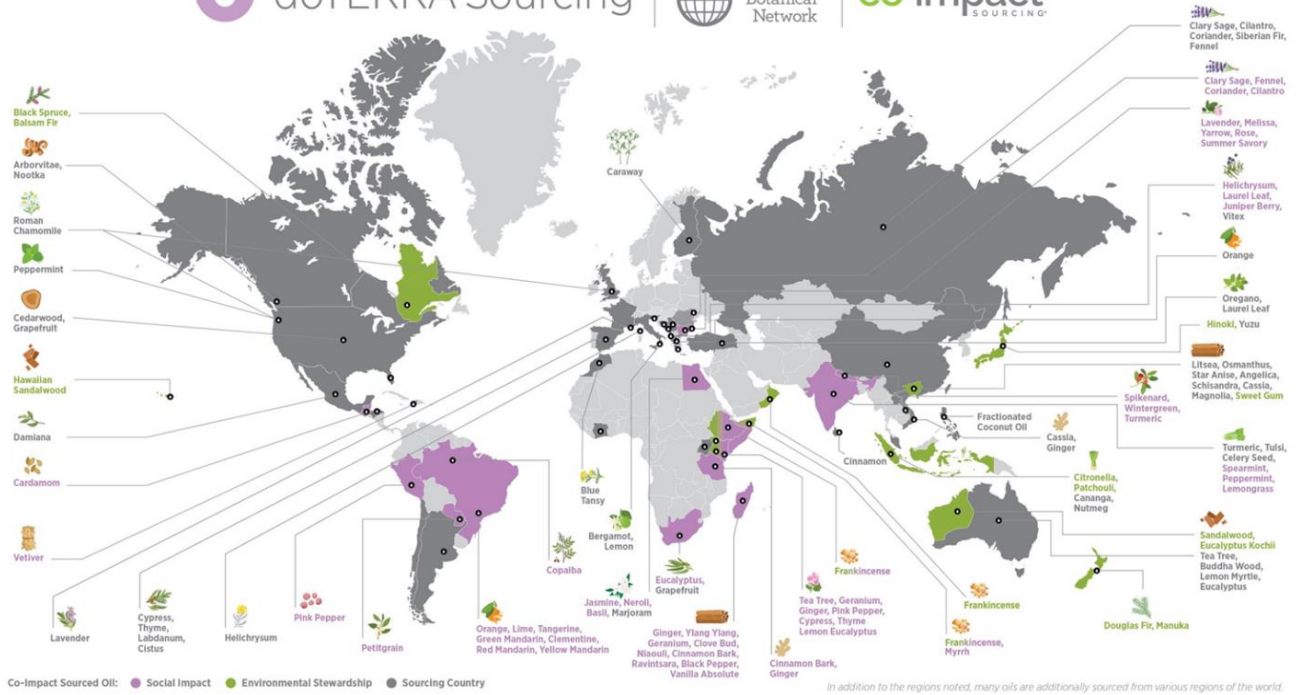 dōTERRA Sourcing
Botanical
Network
co-impact
SOURCING
Black Spruce,
Balsam Fir
Arborvitae,
Nootka
Roman
Chamomile
Peppermint
Cedarwood,
Grapefruit
Hawaiian
Sandalwood
Damiana
Cardamom
Vetiver
Caraway
Clary Sage, Cilantro,
Coriander, Siberian Fir,
Fennel
Clary Sage, Fennel,
Coriander, Cilantro
Lavender, Melissa,
Yarrow, Rose,
Summer Savory
Helichrysum,
Laurel Leaf,
Juniper Berry,
Vitex
Orange
Oregano,
Laurel Leaf
Hinoki, Yuzu
Litsea, Osmanthus,
Star Anise, Angelica,
Schisandra, Cassia,
Magnolia, Sweet Gum
Spikenard,
Wintergreen,
Turmeric
Fractionated
Coconut Oil
Cassia,
Ginger
Cinnamon
Turmeric, Tulsi,
Celery Seed,
Spearmint,
Peppermint,
Lemongrass
Citronella,
Patchouli,
Cananga,
Nutmeg
Sandalwood,
Eucalyptus Kochii
Tea Tree,
Buddha Wood,
Lemon Myrtle,
Eucalyptus
Douglas Fir, Manuka
Lavender
Cypress,
Thyme,
Labdanum,
Cistus
Helichrysum
Pink Pepper
Petitgrain
Orange, Lime, Tangerine,
Green Mandarin, Clementine,
Red Mandarin, Yellow Mandarin
Copaiba
Blue
Tansy
Bergamot,
Lemon
Jasmine, Neroli,
Basil, Marjoram
Eucalyptus,
Grapefruit
Ginger, Ylang Ylang,
Geranium, Clove Bud,
Niaouli, Cinnamon Bark,
Ravintsara, Black Pepper,
Vanilla Absolute
Cinnamon Bark,
Ginger
Tea Tree, Geranium,
Ginger, Pink Pepper,
Cypress, Thyme
Lemon Eucalyptus
Frankincense
Frankincense,
Myrrh
Frankincense
Co-Impact Sourced Oil: Social Impact Environmental Stewardship Sourcing Country
In addition to the regions noted, many oils are additionally sourced from various regions of the world.